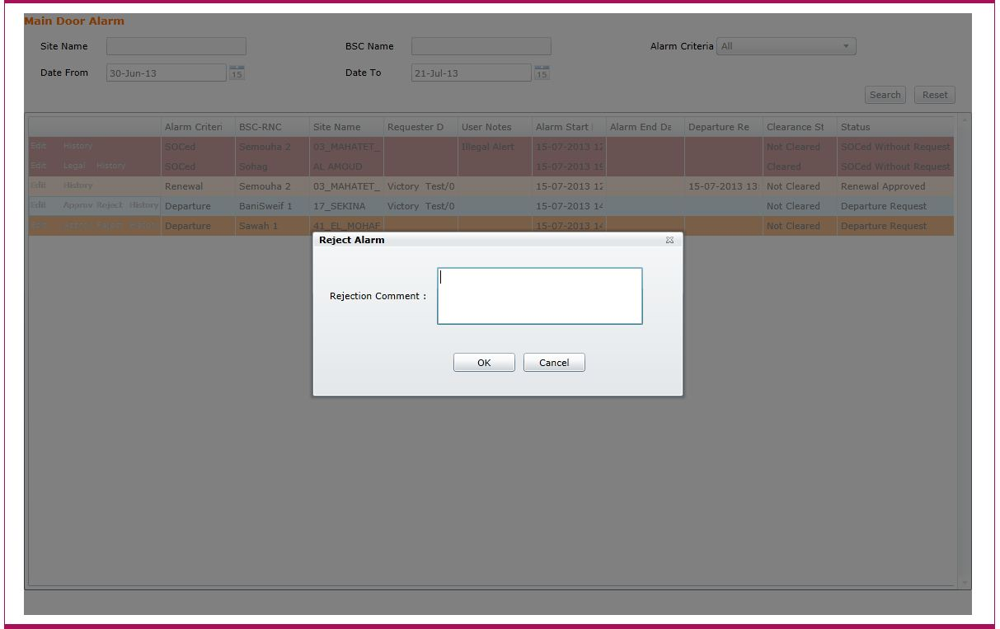 Main Door Alarm
Site Name BSC Name Alarm Criteria All
Date From 30-Jun-13 15 Date To 21-Jul-13 15
Search Reset
Alarm Criteri BSC-RNC Site Name Requester D User Notes Alarm Start Alarm End Da Departure Re Clearance St Status
Edit History SOCed Semouha 2 03_MAHATET_ Illegal Alert 15-07-2013 12 Not Cleared SOCed Without Request
Edit Legal History SOCed Sohag AL AMOUD 15-07-2013 19 Cleared SOCed Without Request
Edit History Renewal Semouha 2 03_MAHATET_ Victory Test/0 15-07-2013 12 15-07-2013 13: Not Cleared Renewal Approved
Edit Approv Reject History Departure BaniSweif 1 17_SEKINA Victory Test/0 15-07-2013 14 Not Cleared Departure Request
Edit Approv Reject History Departure Sawah 1 41_EL_MOHAF 15-07-2013 14 Not Cleared Departure Request
Reject Alarm
Rejection Comment :
OK Cancel